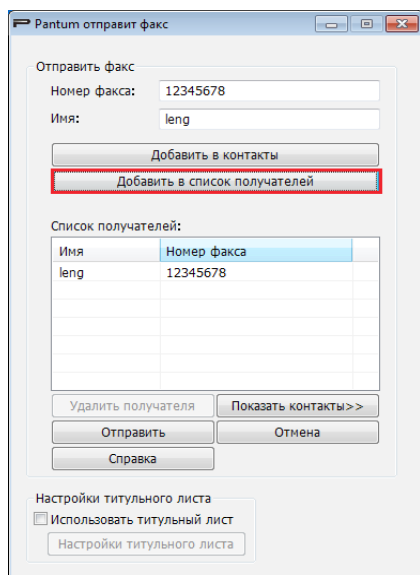 Pantum отправит факс
Отправить факс
Номер факса: 12345678
Имя: leng
Добавить в контакты
Добавить в список получателей
Список получателей:
Имя Номер факса
leng 12345678
Удалить получателя Показать контакты>>
Отправить Отмена
Справка
Настройки титульного листа
Использовать титульный лист
Настройки титульного листа